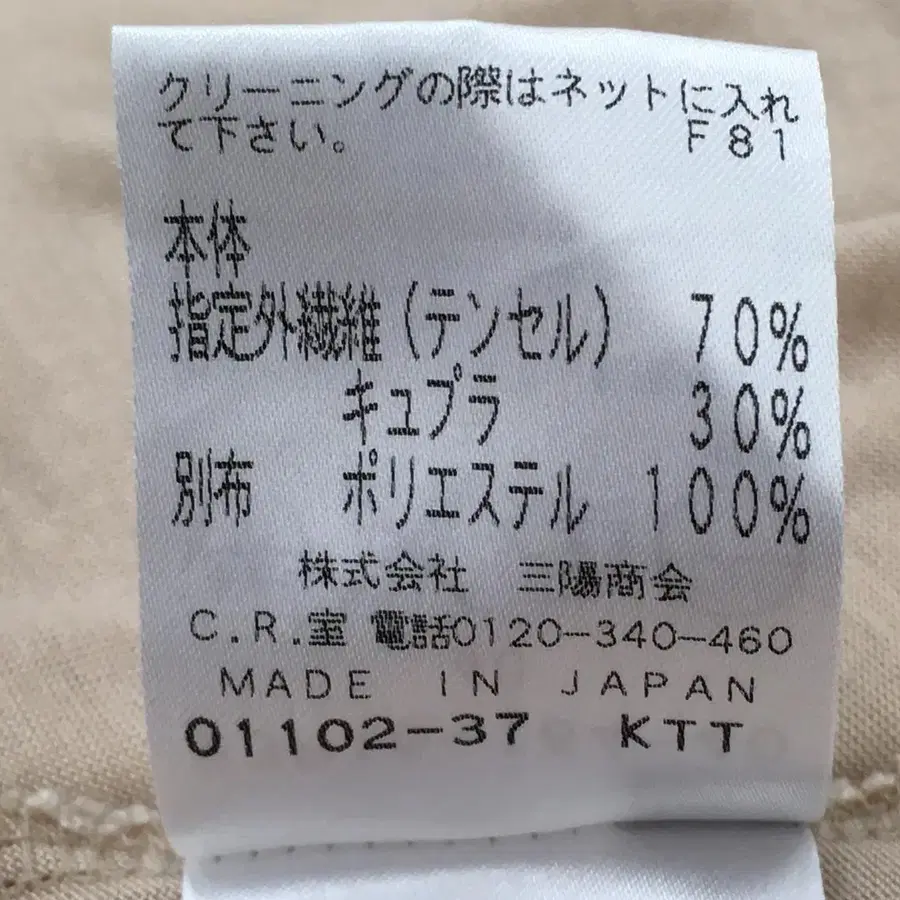 クリーニングの際はネットに入れ
て下さい。 F81
本体
指定外繊維(テンセル) 70%
キュプラ 30%
別布 ポリエステル 100%
株式会社 三陽商会
C.R.室 電話0120-340-460
MADE IN JAPAN
01102-37 KTT